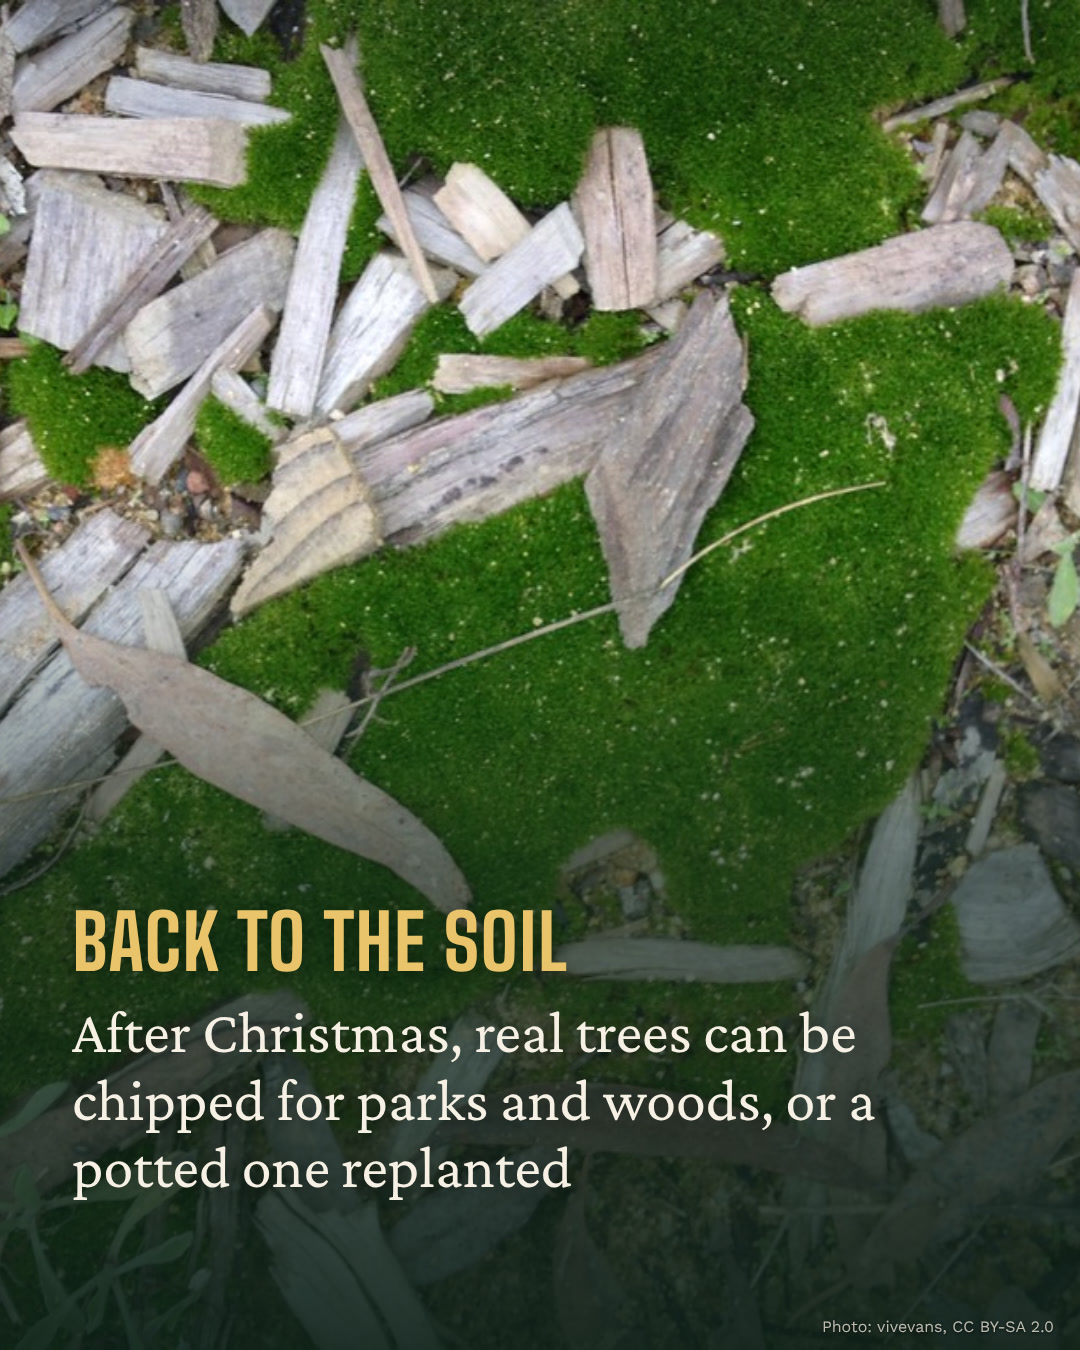 BACK TO THE SOIL
After Christmas, real trees can be
chipped for parks and woods, or a
potted one replanted
Photo: vivevans, CC BY-SA 2.0